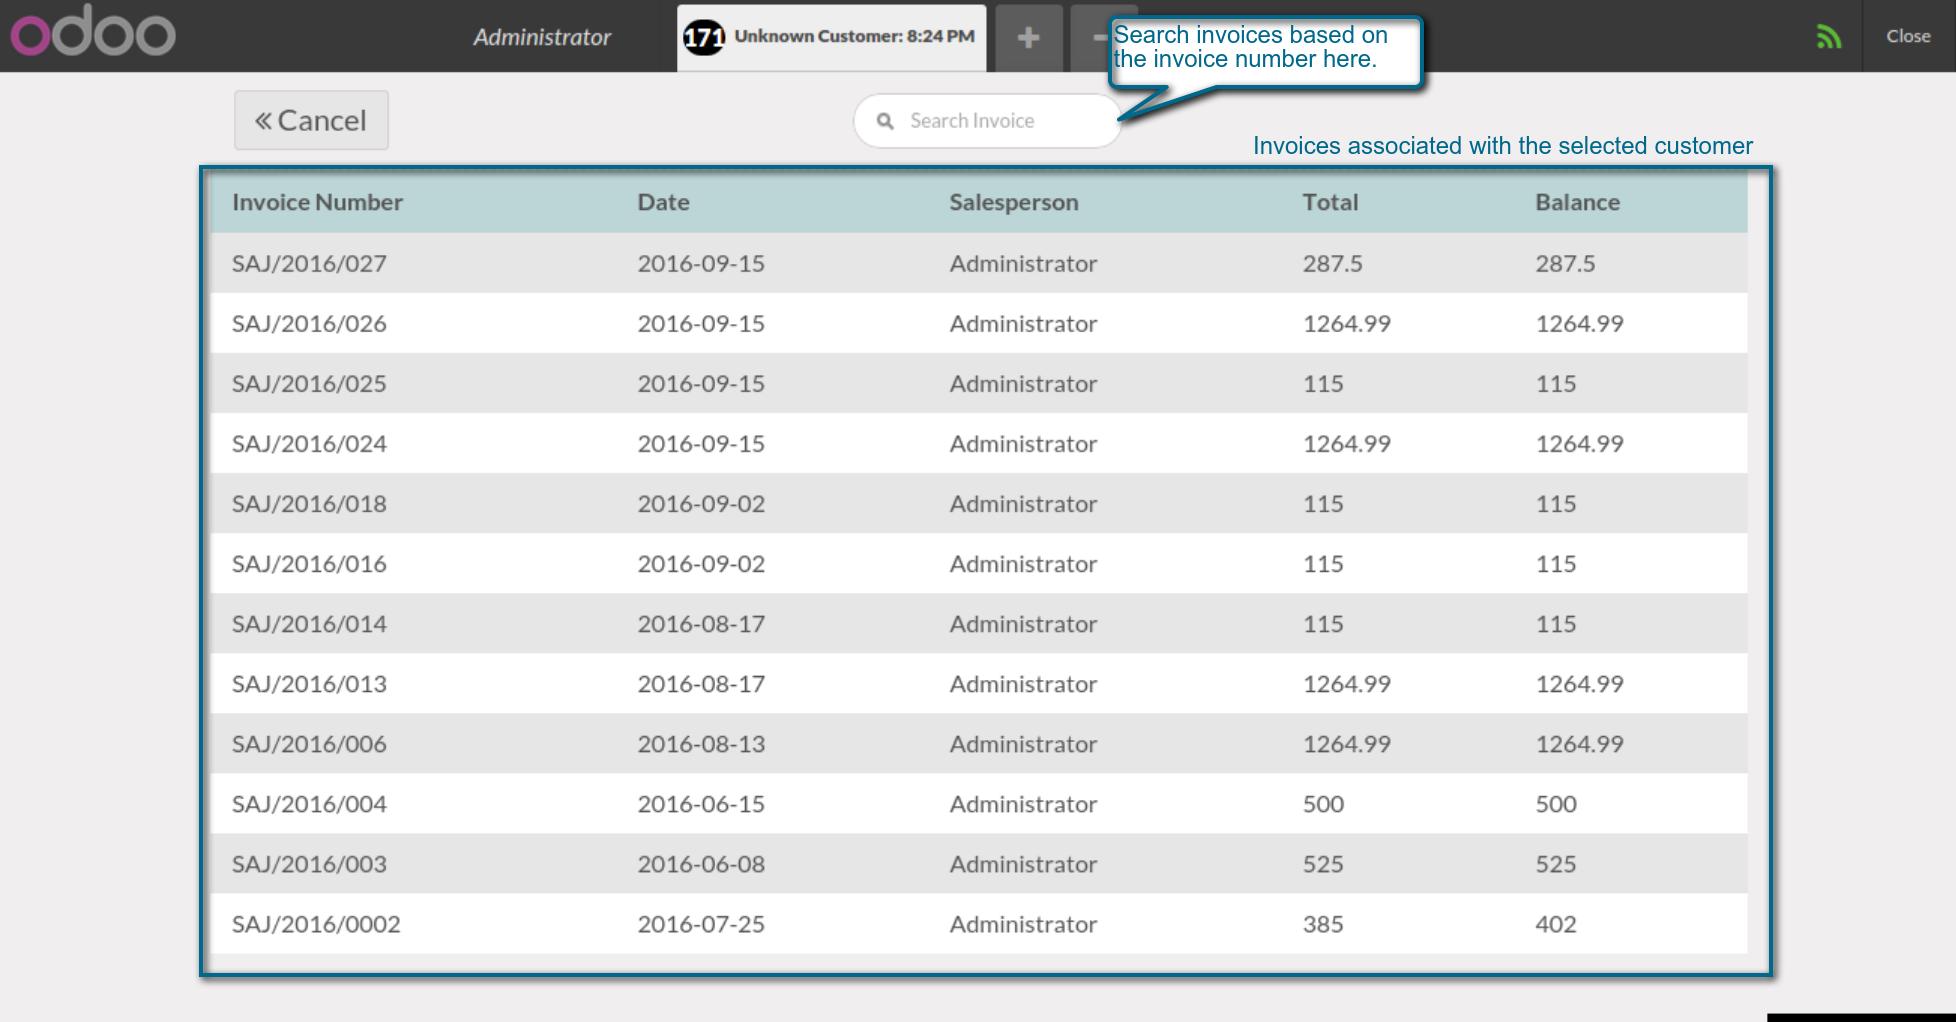 odoo
Administrator
171 Unknown Customer: 8:24 PM
+
-
Search invoices based on
the invoice number here.
Close
« Cancel
Search Invoice
Invoices associated with the selected customer
Invoice Number Date Salesperson Total Balance
SAJ/2016/027 2016-09-15 Administrator 287.5 287.5
SAJ/2016/026 2016-09-15 Administrator 1264.99 1264.99
SAJ/2016/025 2016-09-15 Administrator 115 115
SAJ/2016/024 2016-09-15 Administrator 1264.99 1264.99
SAJ/2016/018 2016-09-02 Administrator 115 115
SAJ/2016/016 2016-09-02 Administrator 115 115
SAJ/2016/014 2016-08-17 Administrator 115 115
SAJ/2016/013 2016-08-17 Administrator 1264.99 1264.99
SAJ/2016/006 2016-08-13 Administrator 1264.99 1264.99
SAJ/2016/004 2016-06-15 Administrator 500 500
SAJ/2016/003 2016-06-08 Administrator 525 525
SAJ/2016/0002 2016-07-25 Administrator 385 402